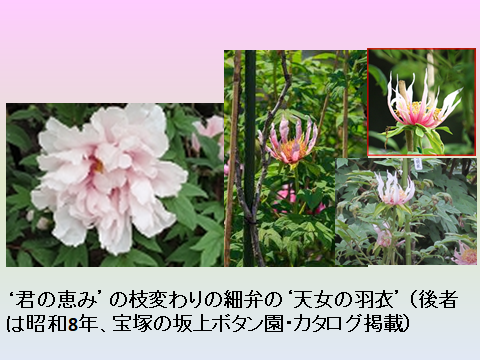 ‘君の恵み’の枝変わりの細弁の‘天女の羽衣’（後者
は昭和8年、宝塚の坂上ボタン園・カタログ掲載）